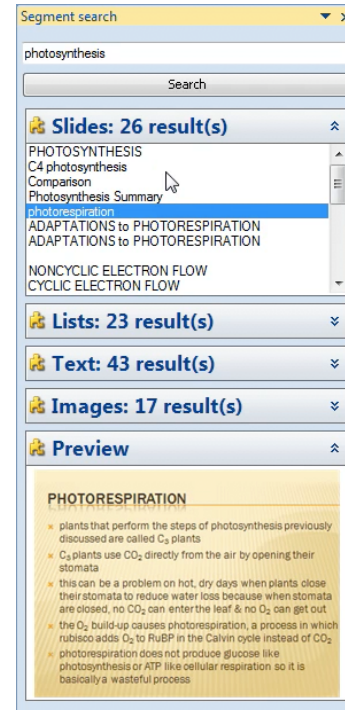 Segment search
photosynthesis
Search
Slides: 26 result(s)
PHOTOSYNTHESIS
C4 photosynthesis
Comparison
Photosynthesis Summary
photorespiration
ADAPTATIONS to PHOTORESPIRATION
ADAPTATIONS to PHOTORESPIRATION
NONCYCLIC ELECTRON FLOW
CYCLIC ELECTRON FLOW
Lists: 23 result(s)
Text: 43 result(s)
Images: 17 result(s)
Preview
PHOTORESPIRATION
plants that perform the steps of photosynthesis previously
discussed are called C₃ plants
C₃ plants use CO₂ directly from the air by opening their
stomata
this can be a problem on hot, dry days when plants close
their stomata to reduce water loss because when stomata
are closed, no CO₂ can enter the leaf & no O₂ can get out
the O₂ build-up causes photorespiration, a process in which
rubisco adds O₂ to RuBP in the Calvin cycle instead of CO₂
photorespiration does not produce glucose like
photosynthesis or ATP like cellular respiration so it is
basically a wasteful process